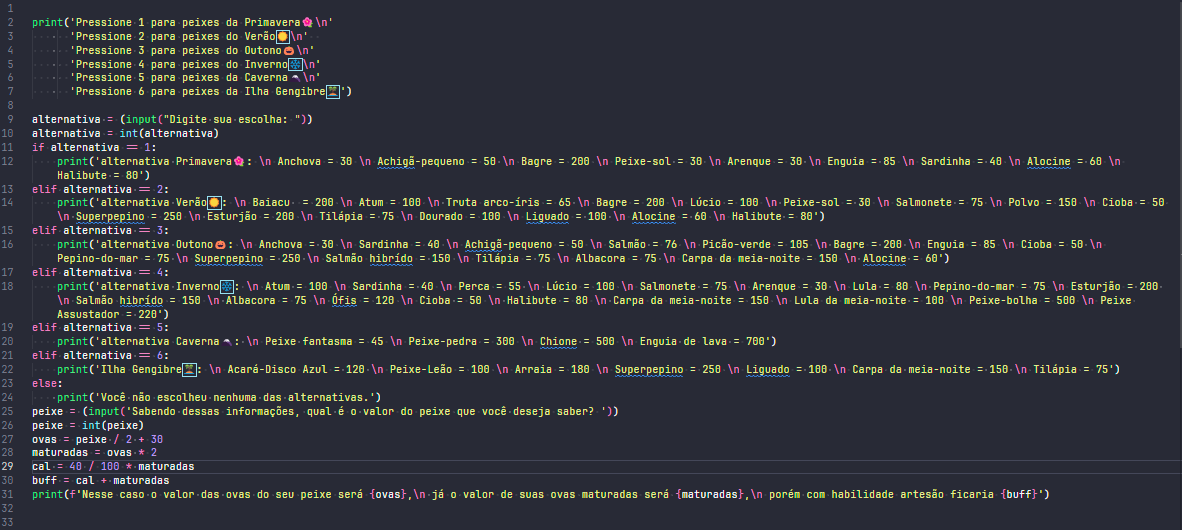 1
2 print('Pressione 1 para peixes da Primavera🌺\n'
3 'Pressione 2 para peixes do Verão🌞\n'
4 'Pressione 3 para peixes do Outono🎃\n'
5 'Pressione 4 para peixes do Inverno❄\n'
6 'Pressione 5 para peixes da Caverna⛏\n'
7 'Pressione 6 para peixes da Ilha Gengibre🏝')
8
9 alternativa = (input("Digite sua escolha: "))
10 alternativa = int(alternativa)
11 if alternativa == 1:
12 print('alternativa Primavera🌺: \n Anchova = 30 \n Achigã-pequeno = 50 \n Bagre = 200 \n Peixe-sol = 30 \n Arenque = 30 \n Enguia = 85 \n Sardinha = 40 \n Alocine = 60 \n
Halibute = 80')
13 elif alternativa == 2:
14 print('alternativa Verão🌞: \n Baiacu = 200 \n Atum = 100 \n Truta arco-íris = 65 \n Bagre = 200 \n Lúcio = 100 \n Peixe-sol = 30 \n Salmonete = 75 \n Polvo = 150 \n Cioba = 50
\n Superpepino = 250 \n Esturjão = 200 \n Tilápia = 75 \n Dourado = 100 \n Liguado = 100 \n Alocine = 60 \n Halibute = 80')
15 elif alternativa == 3:
16 print('alternativa Outono🎃: \n Anchova = 30 \n Sardinha = 40 \n Achigã-pequeno = 50 \n Salmão = 76 \n Picão-verde = 105 \n Bagre = 200 \n Enguia = 85 \n Cioba = 50 \n
Pepino-do-mar = 75 \n Superpepino = 250 \n Salmão hibrído = 150 \n Tilápia = 75 \n Albacora = 75 \n Carpa da meia-noite = 150 \n Alocine = 60')
17 elif alternativa == 4:
18 print('alternativa Inverno❄: \n Atum = 100 \n Sardinha = 40 \n Perca = 55 \n Lúcio = 100 \n Salmonete = 75 \n Arenque = 30 \n Lula = 80 \n Pepino-do-mar = 75 \n Esturjão = 200
\n Salmão hibrído = 150 \n Albacora = 75 \n Ófis = 120 \n Cioba = 50 \n Halibute = 80 \n Carpa da meia-noite = 150 \n Lula da meia-noite = 100 \n Peixe-bolha = 500 \n Peixe
Assustador = 220')
19 elif alternativa == 5:
20 print('alternativa Caverna⛏: \n Peixe fantasma = 45 \n Peixe-pedra = 300 \n Chione = 500 \n Enguia de lava = 700')
21 elif alternativa == 6:
22 print('Ilha Gengibre🏝: \n Acará-Disco Azul = 120 \n Peixe-Leão = 100 \n Arraia = 180 \n Superpepino = 250 \n Liguado = 100 \n Carpa da meia-noite = 150 \n Tilápia = 75')
23 else:
24 print('Você não escolheu nenhuma das alternativas.')
25 peixe = (input('Sabendo dessas informações, qual é o valor do peixe que você deseja saber? '))
26 peixe = int(peixe)
27 ovas = peixe / 2 + 30
28 maturadas = ovas * 2
29 cal = 40 / 100 * maturadas
30 buff = cal + maturadas
31 print(f'Nesse caso o valor das ovas do seu peixe será {ovas},\n já o valor de suas ovas maturadas será {maturadas},\n porém com habilidade artesão ficaria {buff}')
32
33